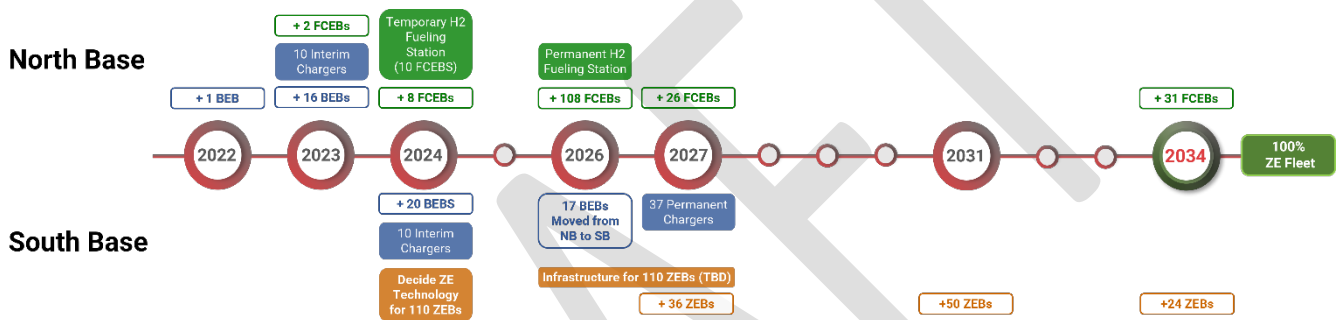 North Base
+ 1 BEB
+ 2 FCEBs
10 Interim
Chargers
+ 16 BEBs
Temporary H2
Fueling
Station
(10 FCEBS)
+ 8 FCEBs
Permanent H2
Fueling Station
+ 108 FCEBs
+ 26 FCEBs
+ 31 FCEBs
2022
2023
2024
2026
2027
2031
2034
100%
ZE Fleet
South Base
+ 20 BEBS
10 Interim
Chargers
Decide ZE
Technology
for 110 ZEBs
17 BEBs
Moved from
NB to SB
37 Permanent
Chargers
Infrastructure for 110 ZEBs (TBD)
+ 36 ZEBs
+50 ZEBs
+24 ZEBs